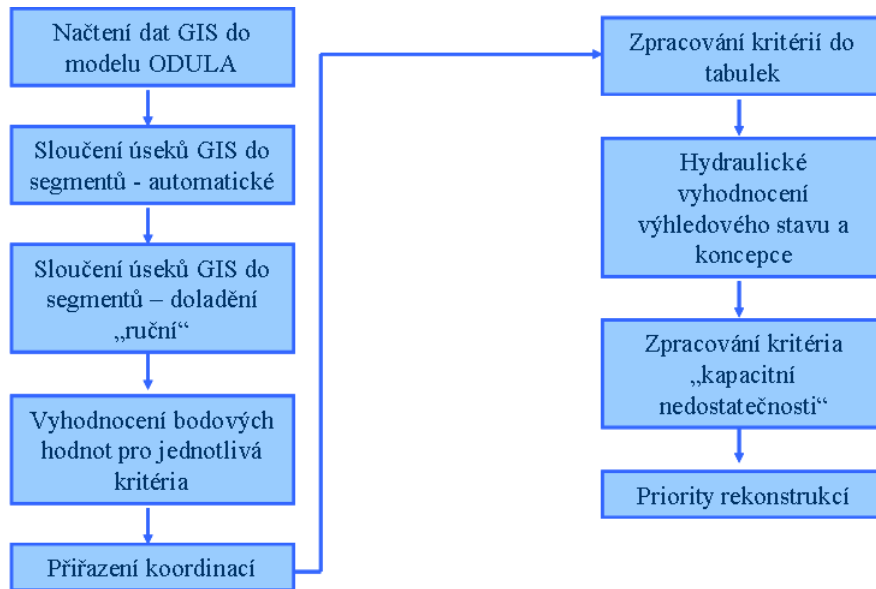 Načtení dat GIS do
modelu ODULA
Sloučení úseků GIS do
segmentů - automatické
Sloučení úseků GIS do
segmentů – doladění
„ruční“
Vyhodnocení bodových
hodnot pro jednotlivá
kritéria
Přiřazení koordinací
Zpracování kritérií do
tabulek
Hydraulické
vyhodnocení
výhledového stavu a
koncepce
Zpracování kritéria
„kapacitní
nedostatečnosti“
Priority rekonstrukcí